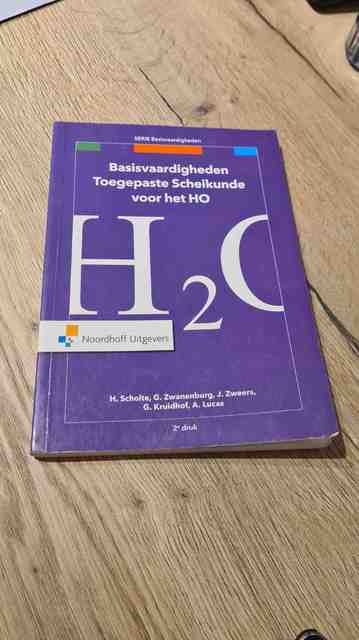 SERIE Basisvaardigheden
Basisvaardigheden
Toegepaste Scheikunde
voor het HO
H2O
Noordhoff Uitgevers
H. Scholte, G. Zwanenburg, J. Zweers,
G. Kruidhof, A. Lucas
2e druk